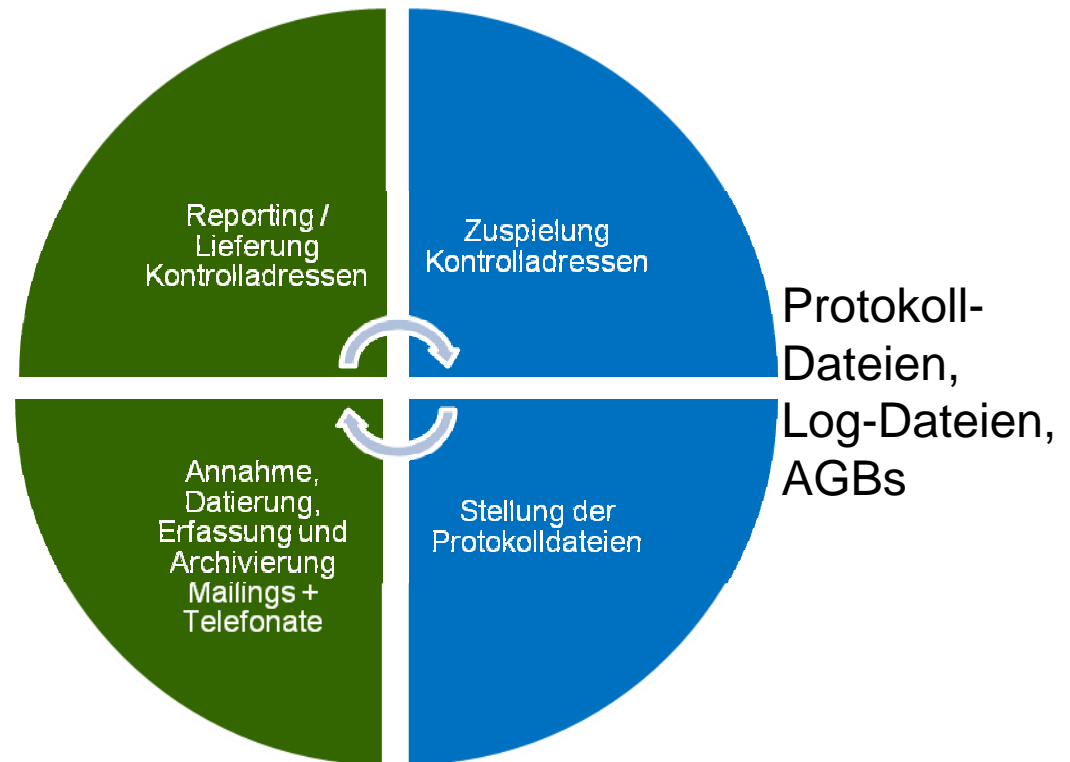 Reporting /
Lieferung
Kontrolladressen
Zuspielung
Kontrolladressen
Protokoll-
Dateien,
Log-Dateien,
AGBs
Annahme,
Datierung,
Erfassung und
Archivierung
Mailings +
Telefonate
Stellung der
Protokolldateien